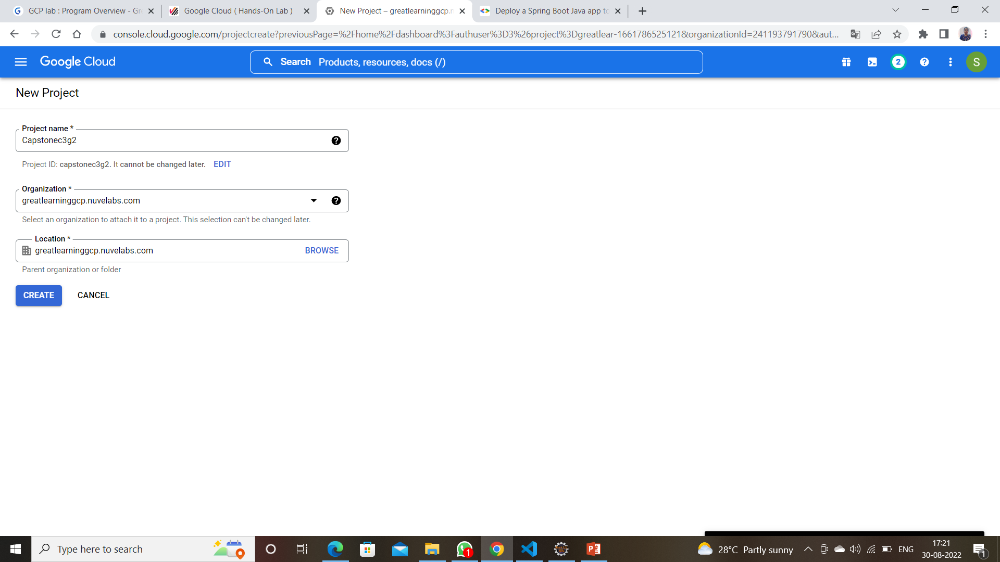 GCP lab : Program Overview - Gre
Google Cloud ( Hands-On Lab )
New Project – greatlearninggcp.n
Deploy a Spring Boot Java app to
console.cloud.google.com/projectcreate?previousPage=%2Fhome%2Fdashboard%3Fauthuser%3D3%26project%3Dgreatlear-1661786525121&organizationId=241193791790&aut...
Google Cloud
Search Products, resources, docs (/)
2
S
New Project
Project name *
Capstonec3g2
Project ID: capstonec3g2. It cannot be changed later. EDIT
Organization *
greatlearninggcp.nuvelabs.com
Select an organization to attach it to a project. This selection can't be changed later.
Location *
greatlearninggcp.nuvelabs.com
BROWSE
Parent organization or folder
CREATE
CANCEL
Type here to search
1
28°C Partly sunny
ENG
17:21
30-08-2022
1